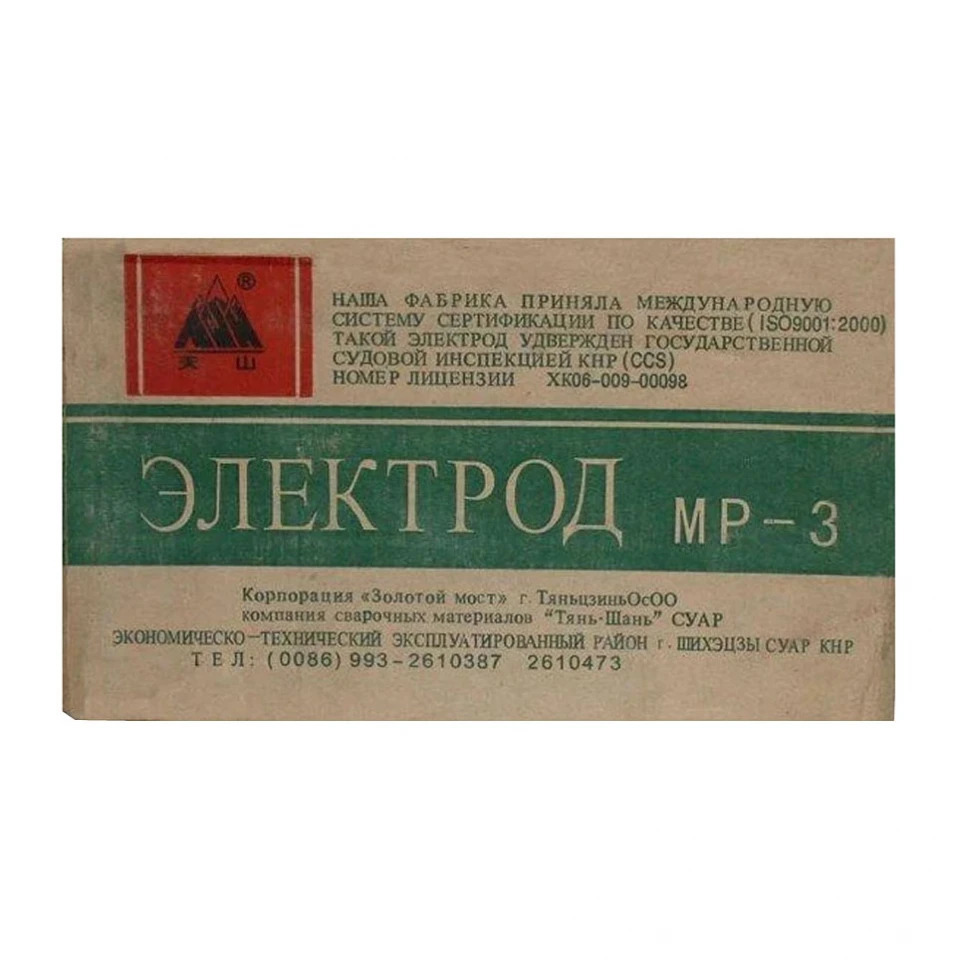 ®
天山
НАША ФАБРИКА ПРИНЯЛА МЕЖДУНАРОДНУЮ
СИСТЕМУ СЕРТИФИКАЦИИ ПО КАЧЕСТВЕ (ISO9001:2000)
ТАКОЙ ЭЛЕКТРОД УДВЕРЖДЕН ГОСУДАРСТВЕННОЙ
СУДОВОЙ ИНСПЕКЦИЕЙ КНР (CCS)
НОМЕР ЛИЦЕНЗИИ XK06-009-00098
ЭЛЕКТРОД МР-3
Корпорация «Золотой мост» г. ТяньцзиньОсОО
компания сварочных материалов "Тянь-Шань" СУАР
ЭКОНОМИЧЕСКО-ТЕХНИЧЕСКИЙ ЭКСПЛУАТИРОВАННЫЙ РАЙОН г. ШИХЭЦЗЫ СУАР КНР
ТЕЛ: (0086) 993-2610387 2610473